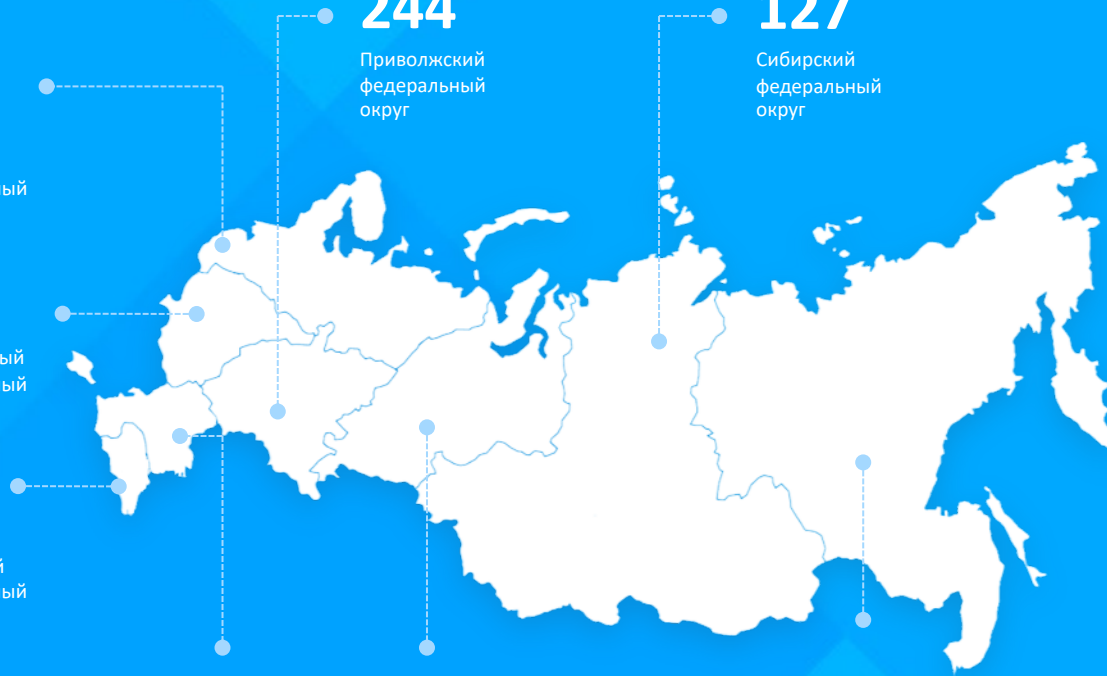 244
Приволжский
федеральный
округ
127
Сибирский
федеральный
округ